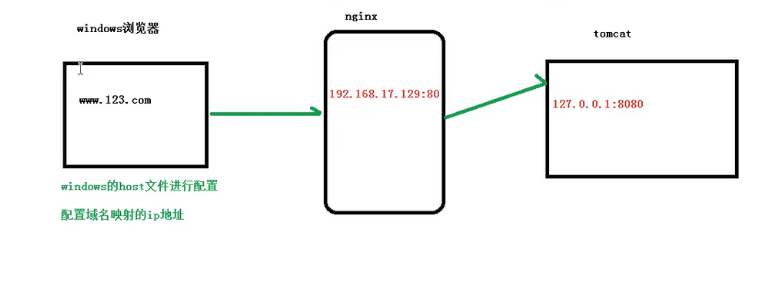 windows浏览器
nginx
tomcat
www.123.com
192.168.17.129:80
127.0.0.1:8080
windows的host文件进行配置
配置域名映射的ip地址